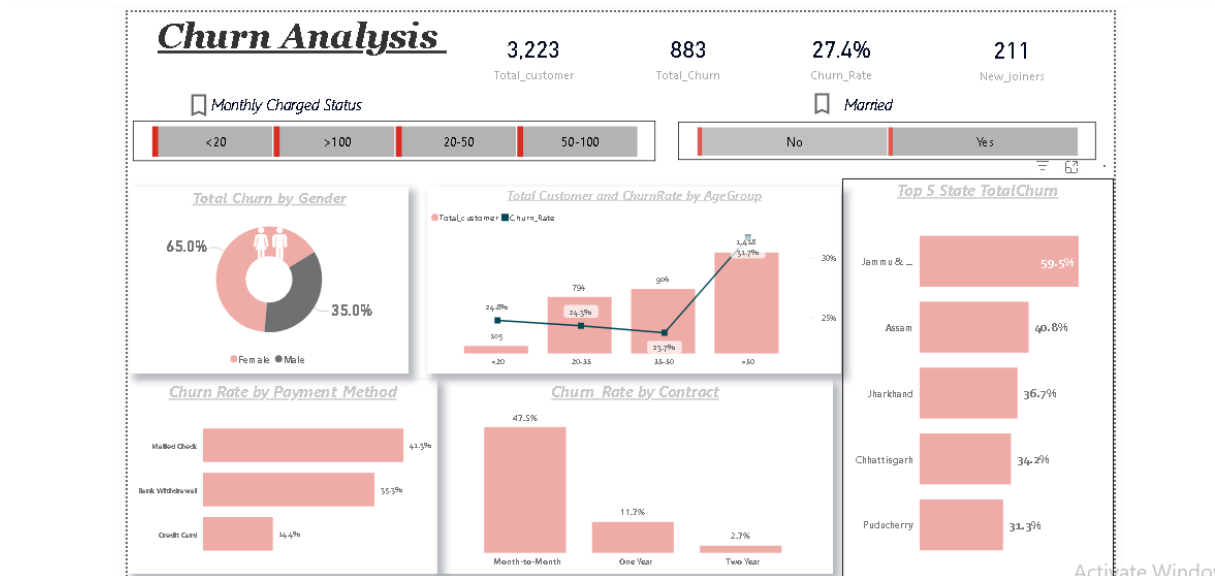 Churn Analysis
3,223
Total_customer
883
Total_Churn
27.4%
Churn_Rate
211
New_joiners
Monthly Charged Status
<20
>100
20-50
50-100
Married
No
Yes
Total Churn by Gender
65.0%
35.0%
Female
Male
Total Customer and ChurnRate by AgeGroup
Total_customer
Churn_Rate
24.8%
105
794
24.3%
906
23.7%
1,418
31.7%
30%
25%
<20
20-35
35-50
>50
Top 5 State TotalChurn
Jammu & ...
59.5%
Assam
40.8%
Jharkhand
36.7%
Chhattisgarh
34.2%
Puducherry
31.3%
Churn Rate by Payment Method
Mailed Check
41.3%
Bank Withdrawal
35.3%
Credit Card
14.4%
Churn_Rate by Contract
47.5%
11.7%
2.7%
Month-to-Month
One Year
Two Year
Activate Window